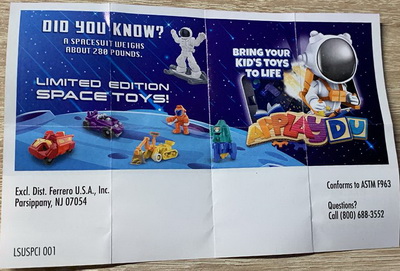 DID YOU KNOW?
A SPACESUIT WEIGHS
ABOUT 280 POUNDS.
LIMITED EDITION
SPACE TOYS!
BRING YOUR
KID'S TOYS
TO LIFE
APPLAYDU
Excl. Dist. Ferrero U.S.A., Inc.
Parsippany, NJ 07054
Conforms to ASTM F963
Questions?
Call (800) 688-3552
LSUSPCI 001